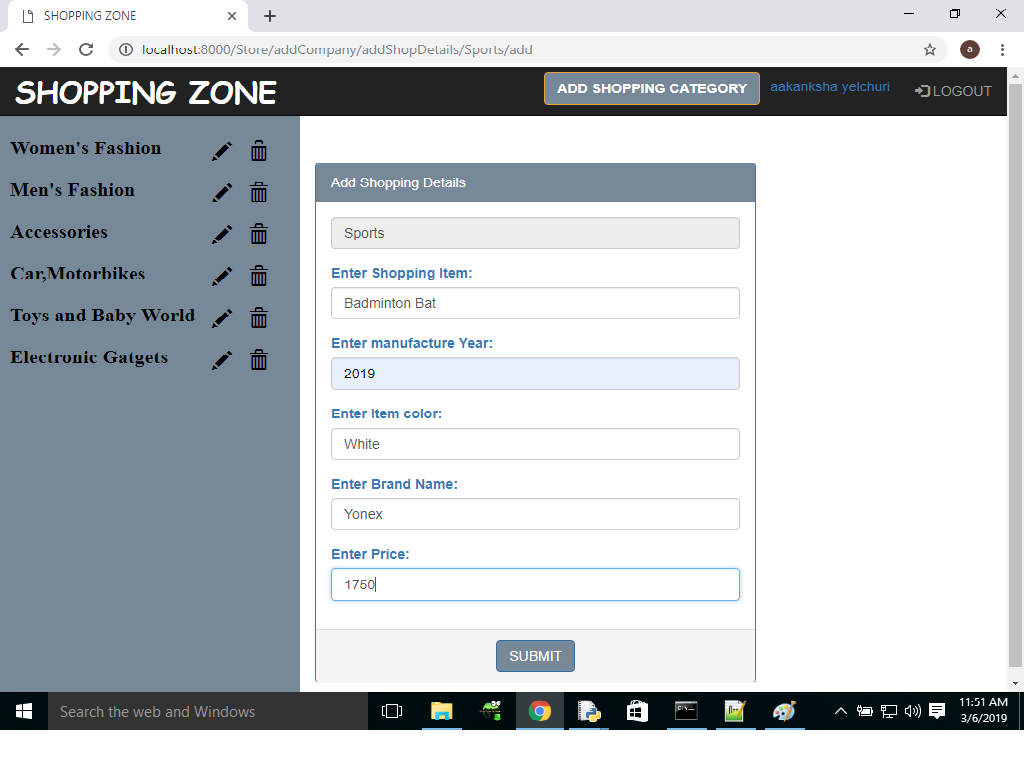 SHOPPING ZONE
localhost:8000/Store/addCompany/addShopDetails/Sports/add
a
SHOPPING ZONE
ADD SHOPPING CATEGORY
aakanksha yelchuri
LOGOUT
Women's Fashion
Men's Fashion
Accessories
Car,Motorbikes
Toys and Baby World
Electronic Gatgets
Add Shopping Details
Sports
Enter Shopping Item:
Badminton Bat
Enter manufacture Year:
2019
Enter Item color:
White
Enter Brand Name:
Yonex
Enter Price:
1750
SUBMIT
Search the web and Windows
11:51 AM
3/6/2019